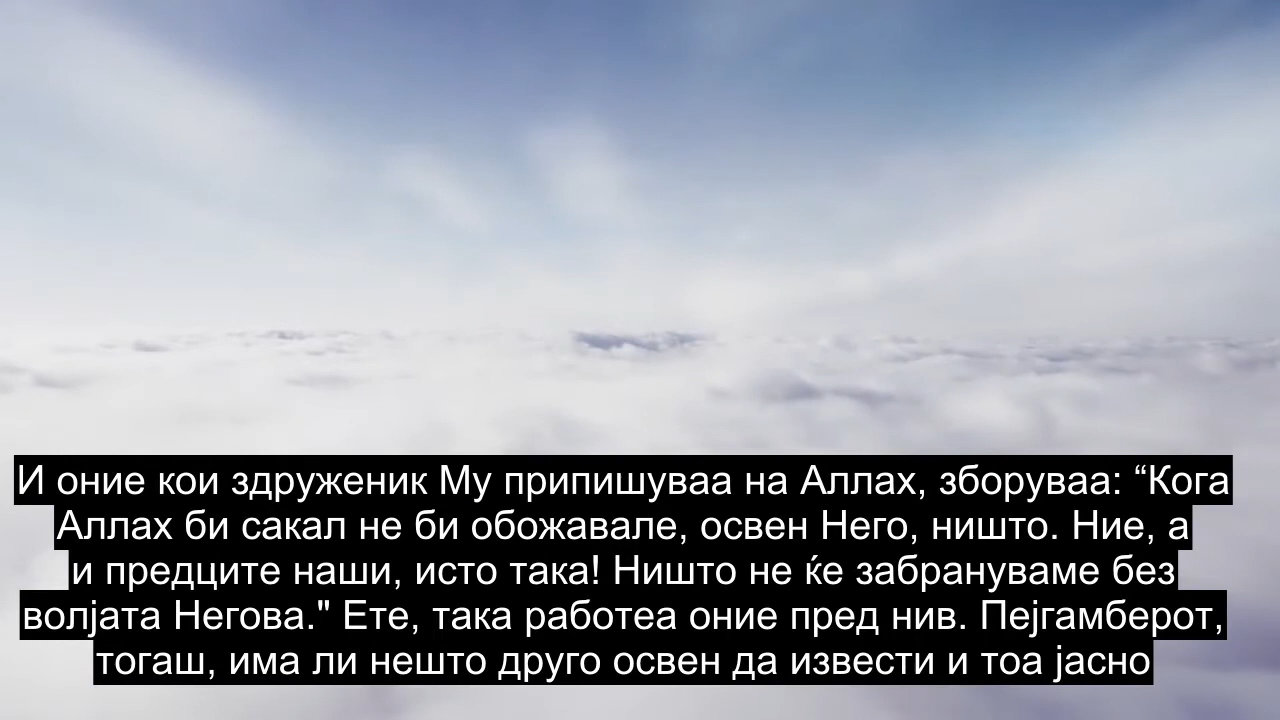 И оние кои здруженик Му припишуваа на Аллах, зборуваа: “Кога
Аллах би сакал не би обожавале, освен Него, ништо. Ние, а
и предците наши, исто така! Ништо не ќе забрануваме без
волјата Негова." Ете, така работеа оние пред нив. Пејгамберот,
тогаш, има ли нешто друго освен да извести и тоа јасно